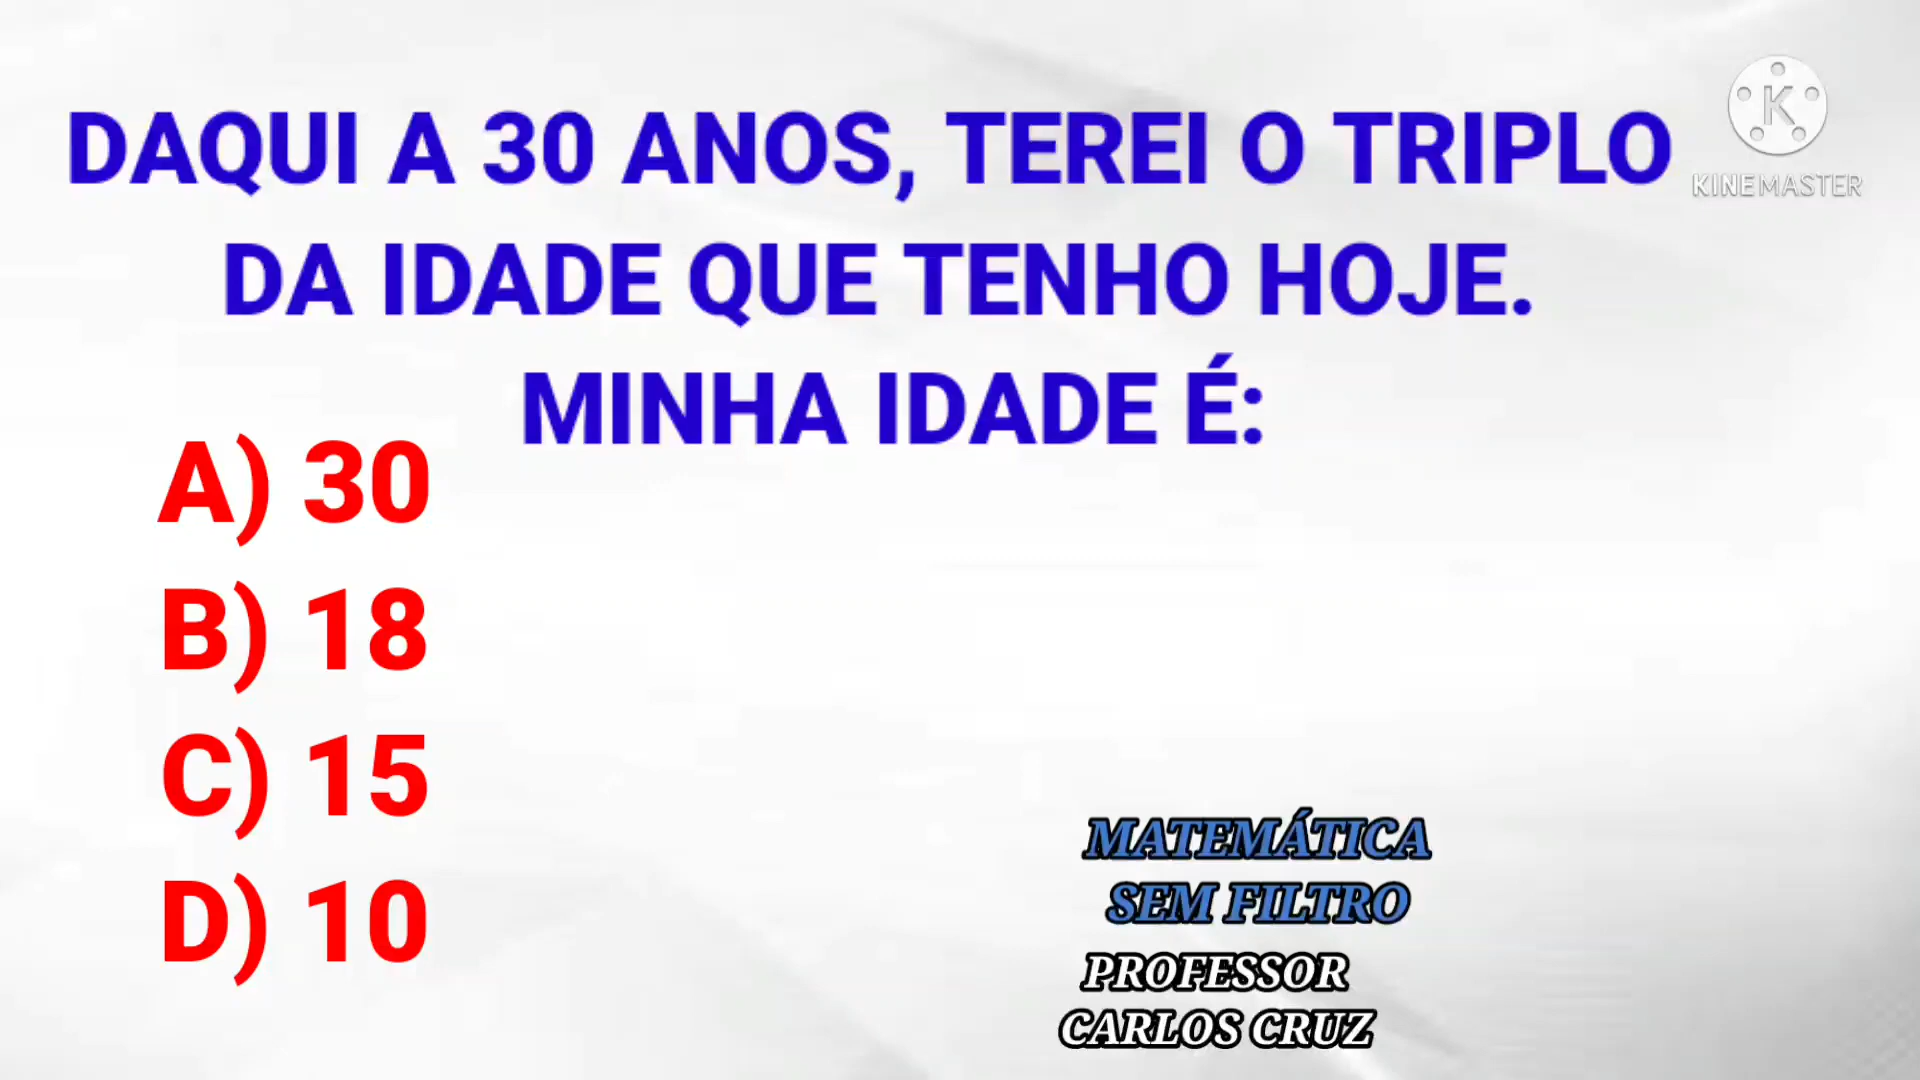 DAQUI A 30 ANOS, TEREI O TRIPLO
DA IDADE QUE TENHO HOJE.
MINHA IDADE É:
A) 30
B) 18
C) 15
D) 10
K
KINEMASTER
MATEMÁTICA
SEM FILTRO
PROFESSOR
CARLOS CRUZ